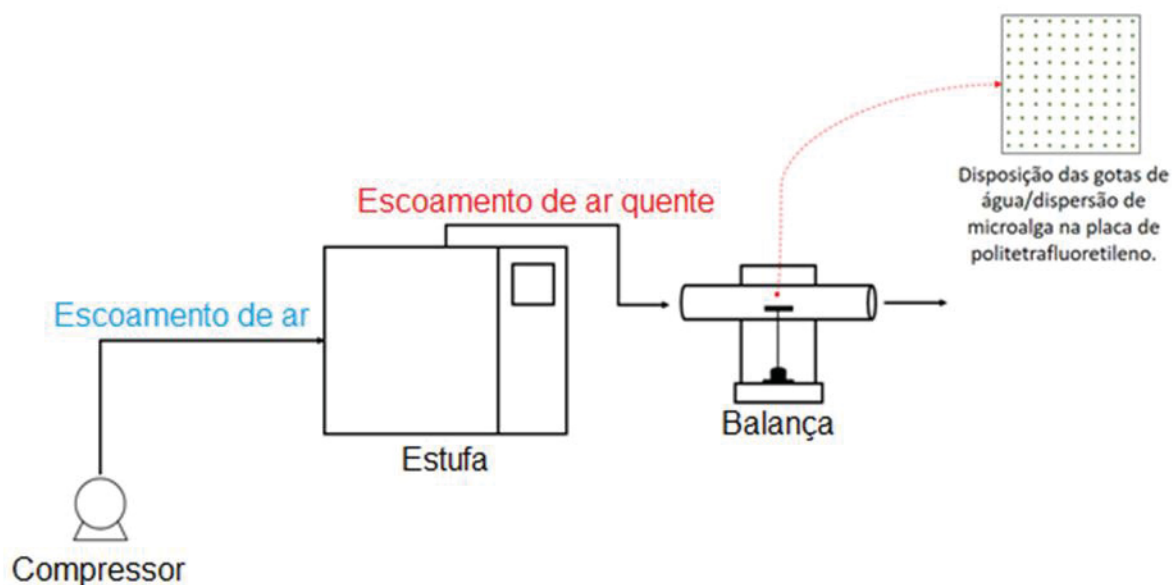 Disposição das gotas de
água/dispersão de
microalga na placa de
politetrafluoretileno.
Escoamento de ar quente
Escoamento de ar
Balança
Estufa
Compressor